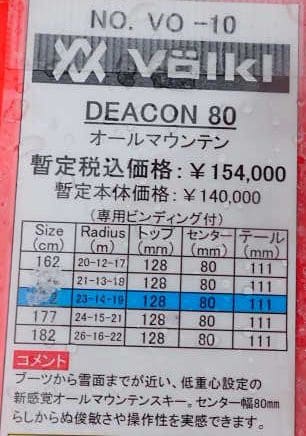 NO. VO -10
Völkl
DEACON 80
オールマウンテン
暫定税込価格：￥154,000
暫定本体価格：￥140,000
（専用ビンディング付）
Size (cm) Radius (m) トップ (mm) センター (mm) テール (mm)
162 20-12-17 128 80 111
21-13-18 128 80 111
23-14-19 128 80 111
177 24-15-21 128 80 111
182 26-16-22 128 80 111
コメント
ブーツから雪面までが近い、低重心設定の
新感覚オールマウンテンスキー。センター幅80mm
らしからぬ俊敏さや操作性を実感できます。